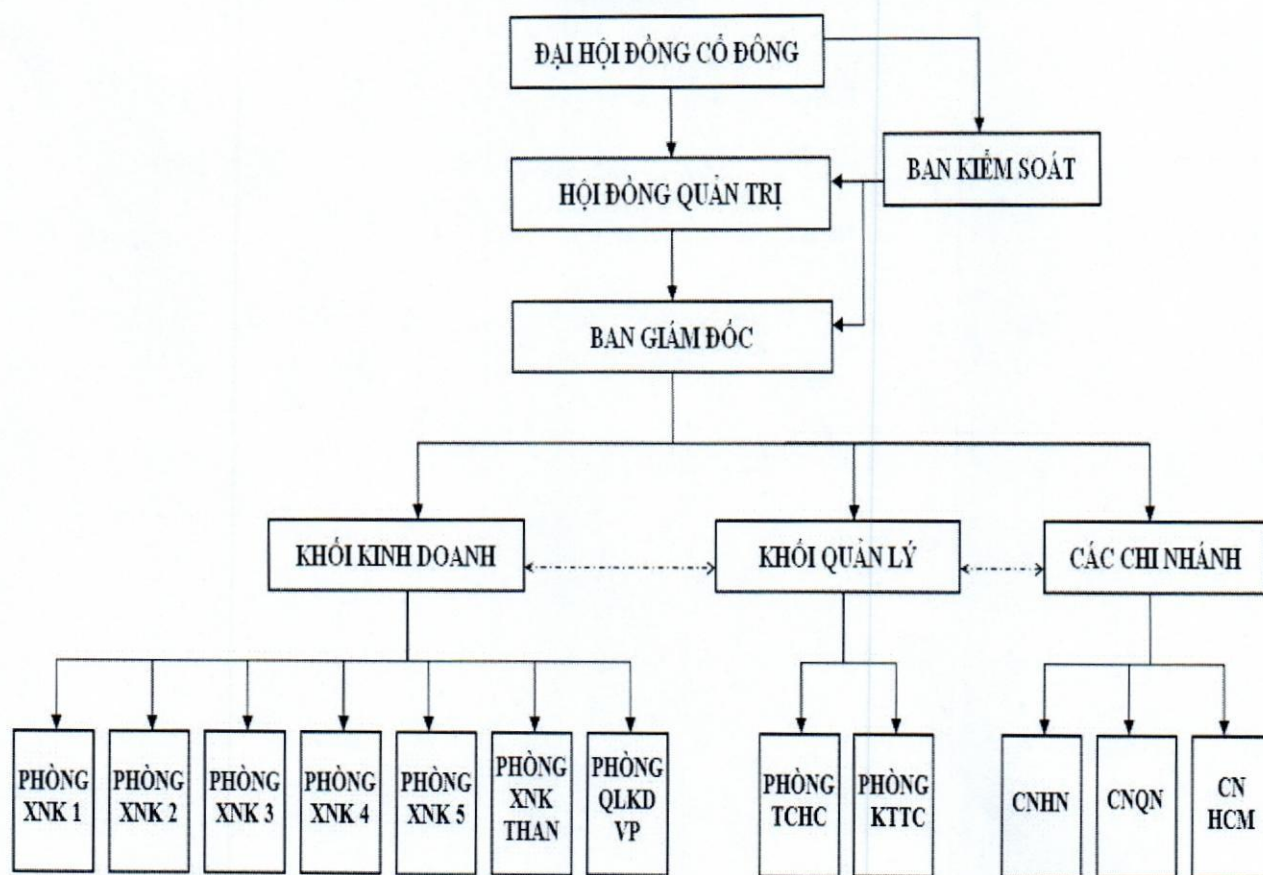 ĐẠI HỘI ĐỒNG CỔ ĐÔNG
BAN KIỂM SOÁT
HỘI ĐỒNG QUẢN TRỊ
BAN GIÁM ĐỐC
KHỐI KINH DOANH
KHỐI QUẢN LÝ
CÁC CHI NHÁNH
PHÒNG
XNK 1
PHÒNG
XNK 2
PHÒNG
XNK 3
PHÒNG
XNK 4
PHÒNG
XNK 5
PHÒNG
XNK
THAN
PHÒNG
QLKD
VP
PHÒNG
TCHC
PHÒNG
KTTC
CNHN
CNQN
CN
HCM